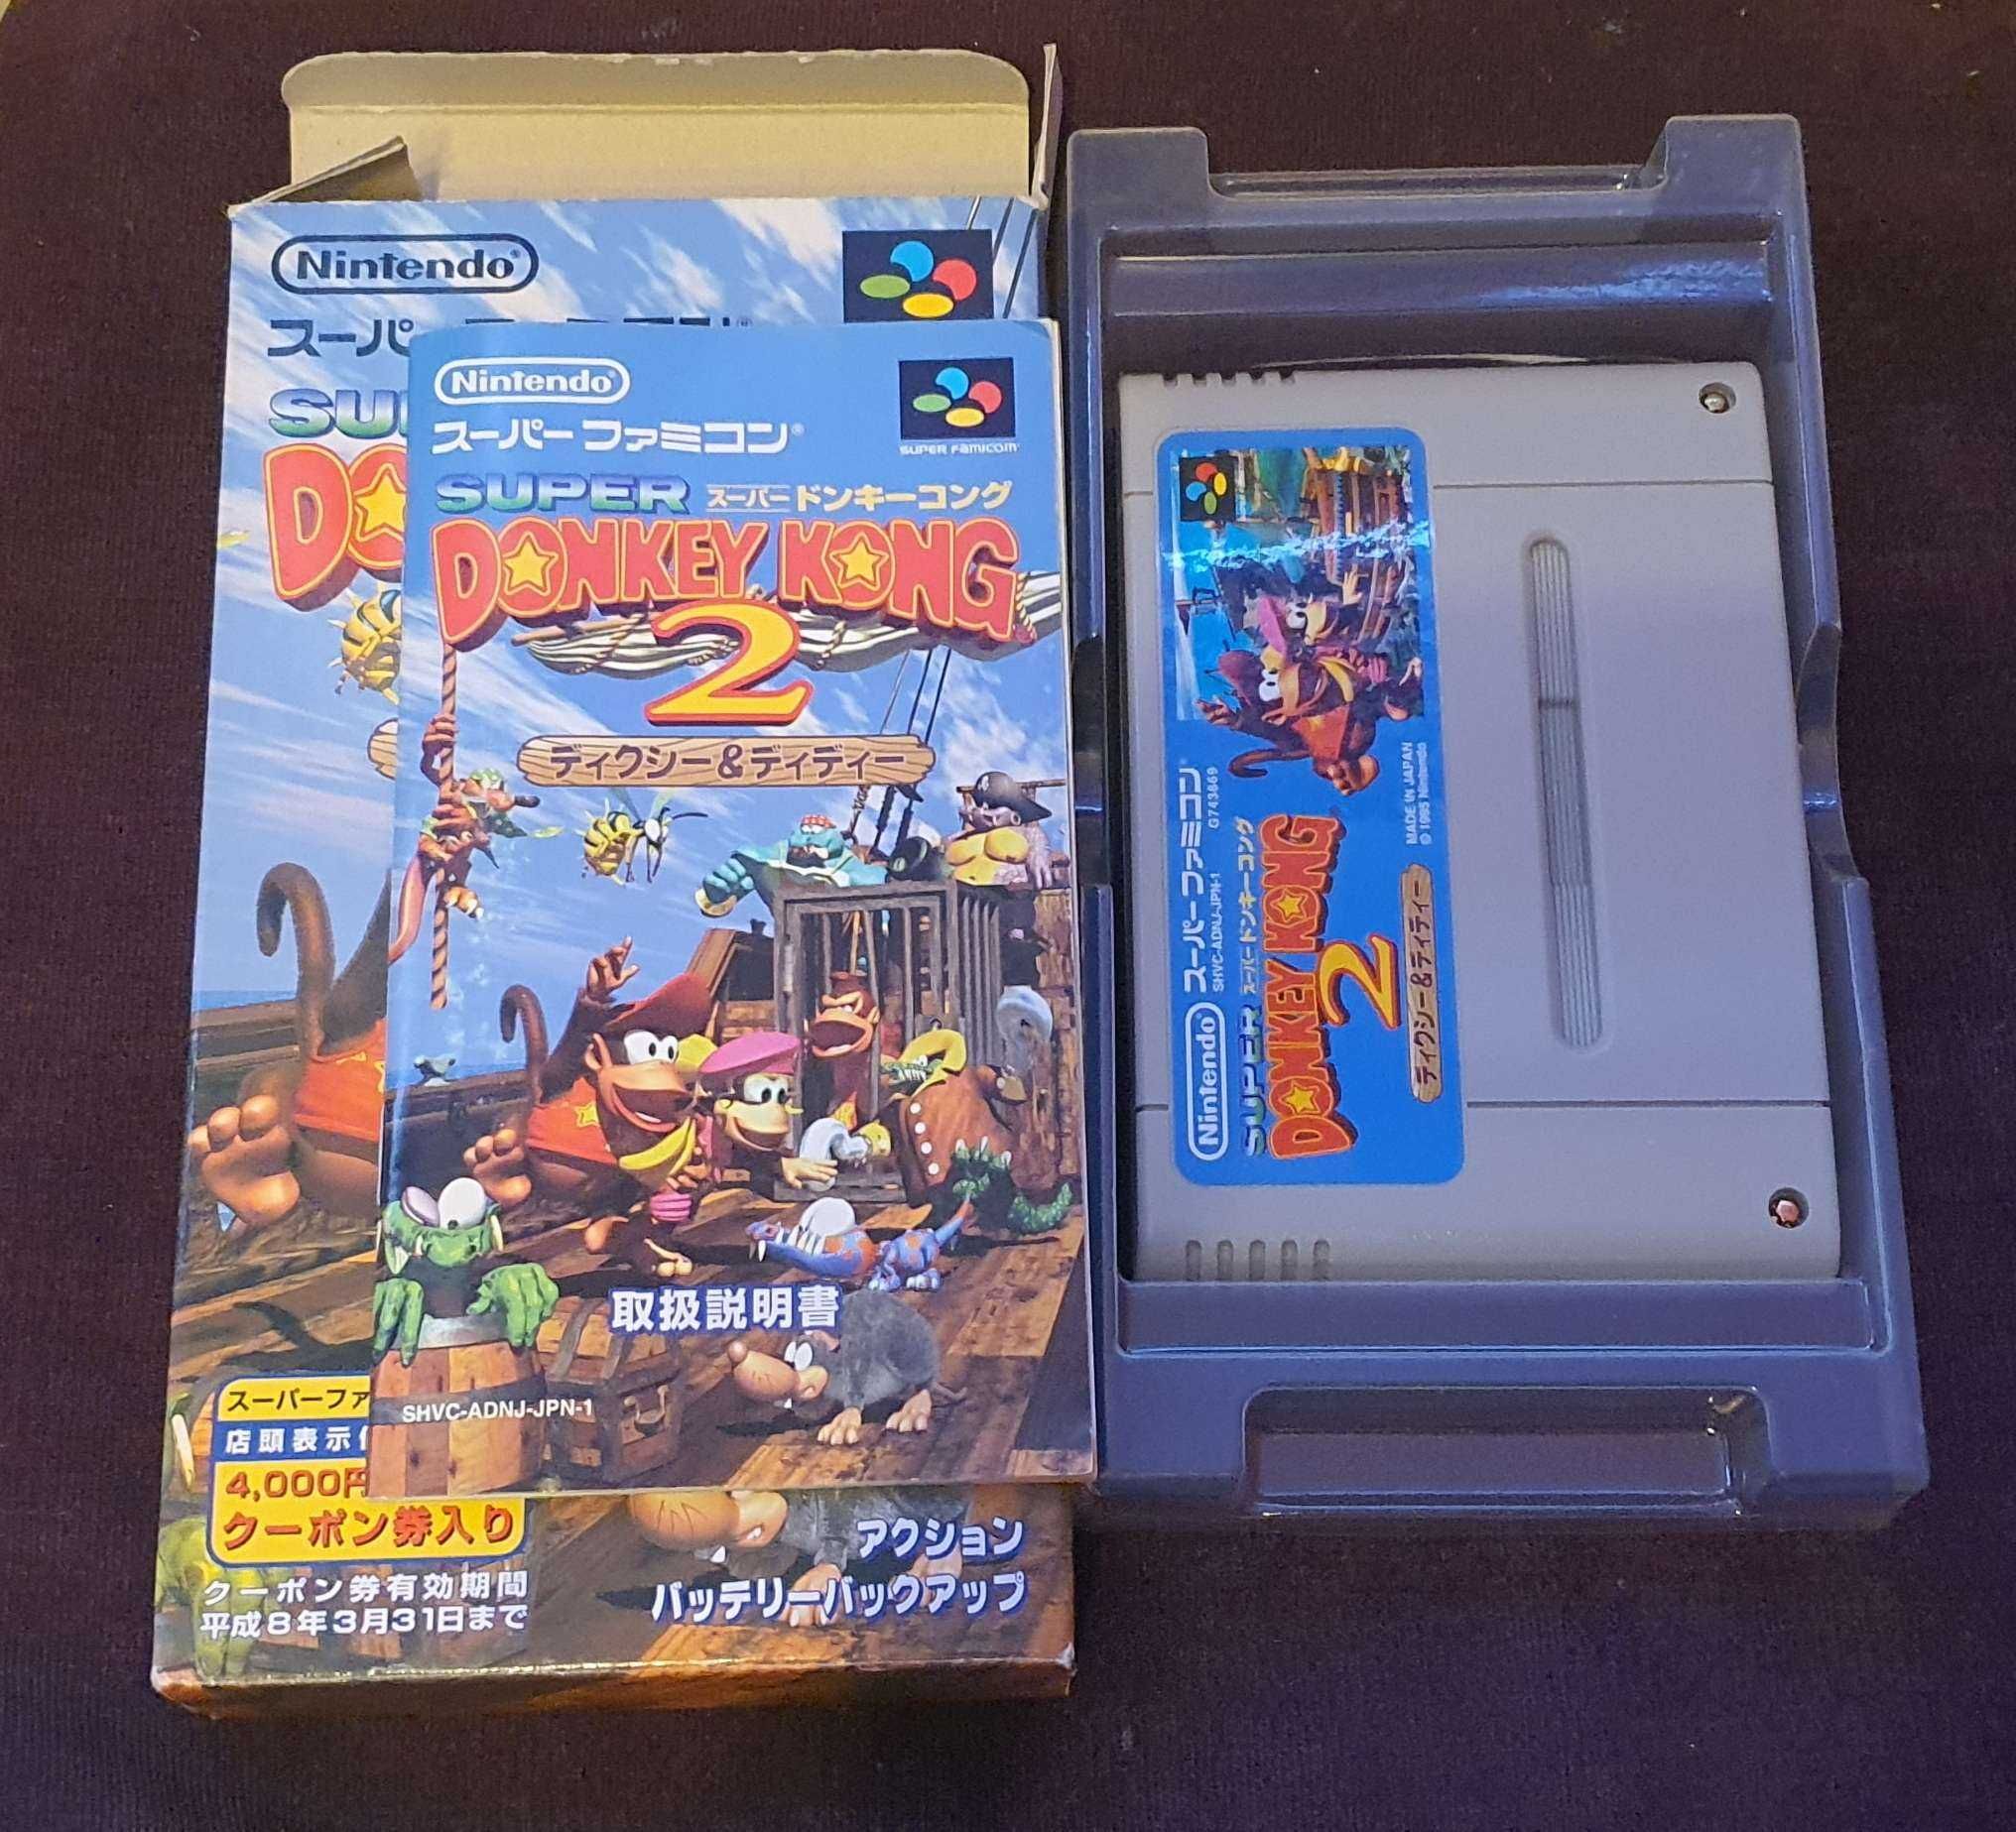 Nintendo®
スーパー
SU
DO
スーパーファ
店頭表示
4,000円
クーポン券入り
クーポン券有効期間
平成8年3月31日まで
アクション
バッテリーバックアップ
Nintendo®
スーパーファミコン®
SUPER FAMICOM
SUPER スーパードンキーコング
DONKEY KONG
2
ディクシー&ディディー
取扱説明書
SHVC-ADNJ-JPN-1
Nintendo® スーパーファミコン®
SHVC-ADNJ-JPN-1 G743669
SUPER スーパードンキーコング
DONKEY KONG
2
ディクシー&ディディー
MADE IN JAPAN
© 1995 Nintendo